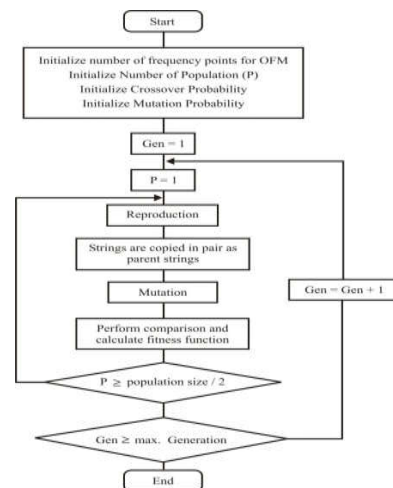 Start
Initialize number of frequency points for OFM
Initialize Number of Population (P)
Initialize Crossover Probability
Initialize Mutation Probability
Gen = 1
P = 1
Reproduction
Strings are copied in pair as
parent strings
Mutation
Gen = Gen + 1
Perform comparison and
calculate fitness function
P ≥ population size / 2
Gen ≥ max. Generation
End